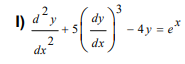 I) d²y/dx² + 5(dy/dx)³ - 4y = eˣ